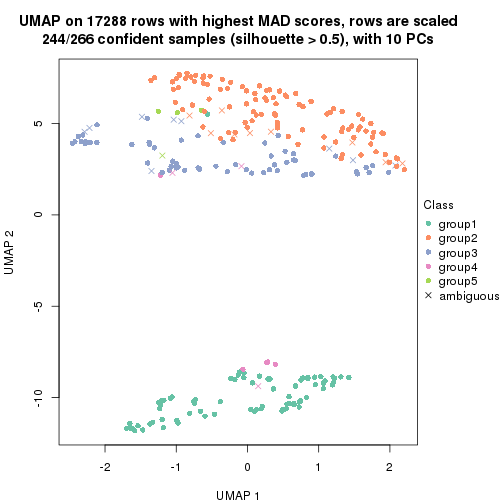 UMAP on 17288 rows with highest MAD scores, rows are scaled
244/266 confident samples (silhouette > 0.5), with 10 PCs
5
0
-5
-10
UMAP 2
-2
-1
0
1
2
UMAP 1
Class
group1
group2
group3
group4
group5
ambiguous